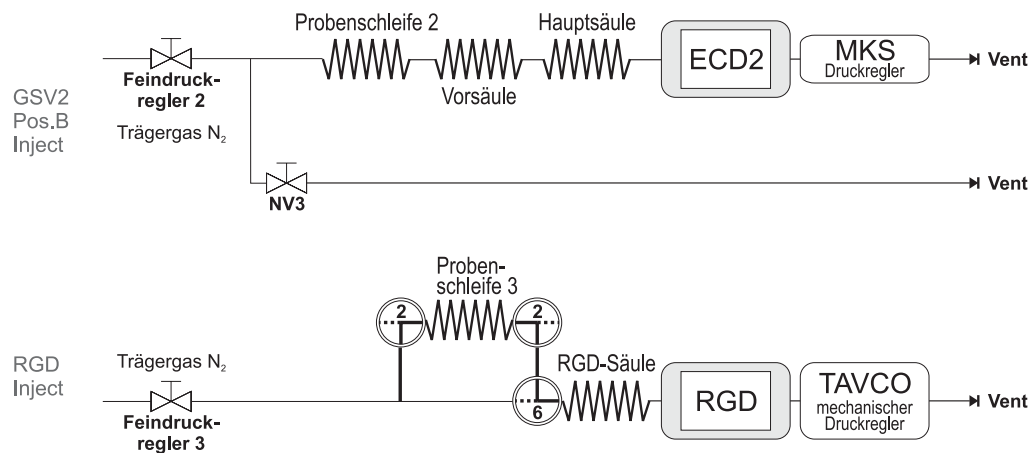 Probenschleife 2
Hauptsäule
ECD2
MKS
Druckregler
Vent
Feindruck-
regler 2
Vorsäule
GSV2
Pos.B
Inject
Trägergas N₂
NV3
Vent
Proben-
schleife 3
2
2
RGD
Inject
Trägergas N₂
RGD-Säule
6
RGD
TAVCO
mechanischer
Druckregler
Vent
Feindruck-
regler 3